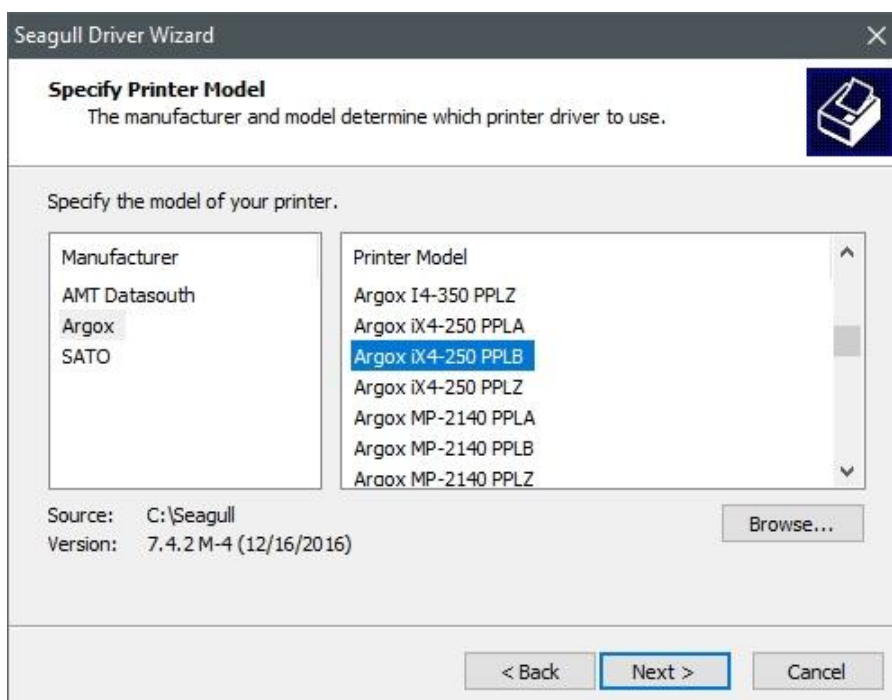 Seagull Driver Wizard
Specify Printer Model
The manufacturer and model determine which printer driver to use.
Specify the model of your printer.
Manufacturer
AMT Datasouth
Argox
SATO
Printer Model
Argox I4-350 PPLZ
Argox iX4-250 PPLA
Argox iX4-250 PPLB
Argox iX4-250 PPLZ
Argox MP-2140 PPLA
Argox MP-2140 PPLB
Argox MP-2140 PPLZ
Source: C:\Seagull
Version: 7.4.2 M-4 (12/16/2016)
Browse...
< Back
Next >
Cancel